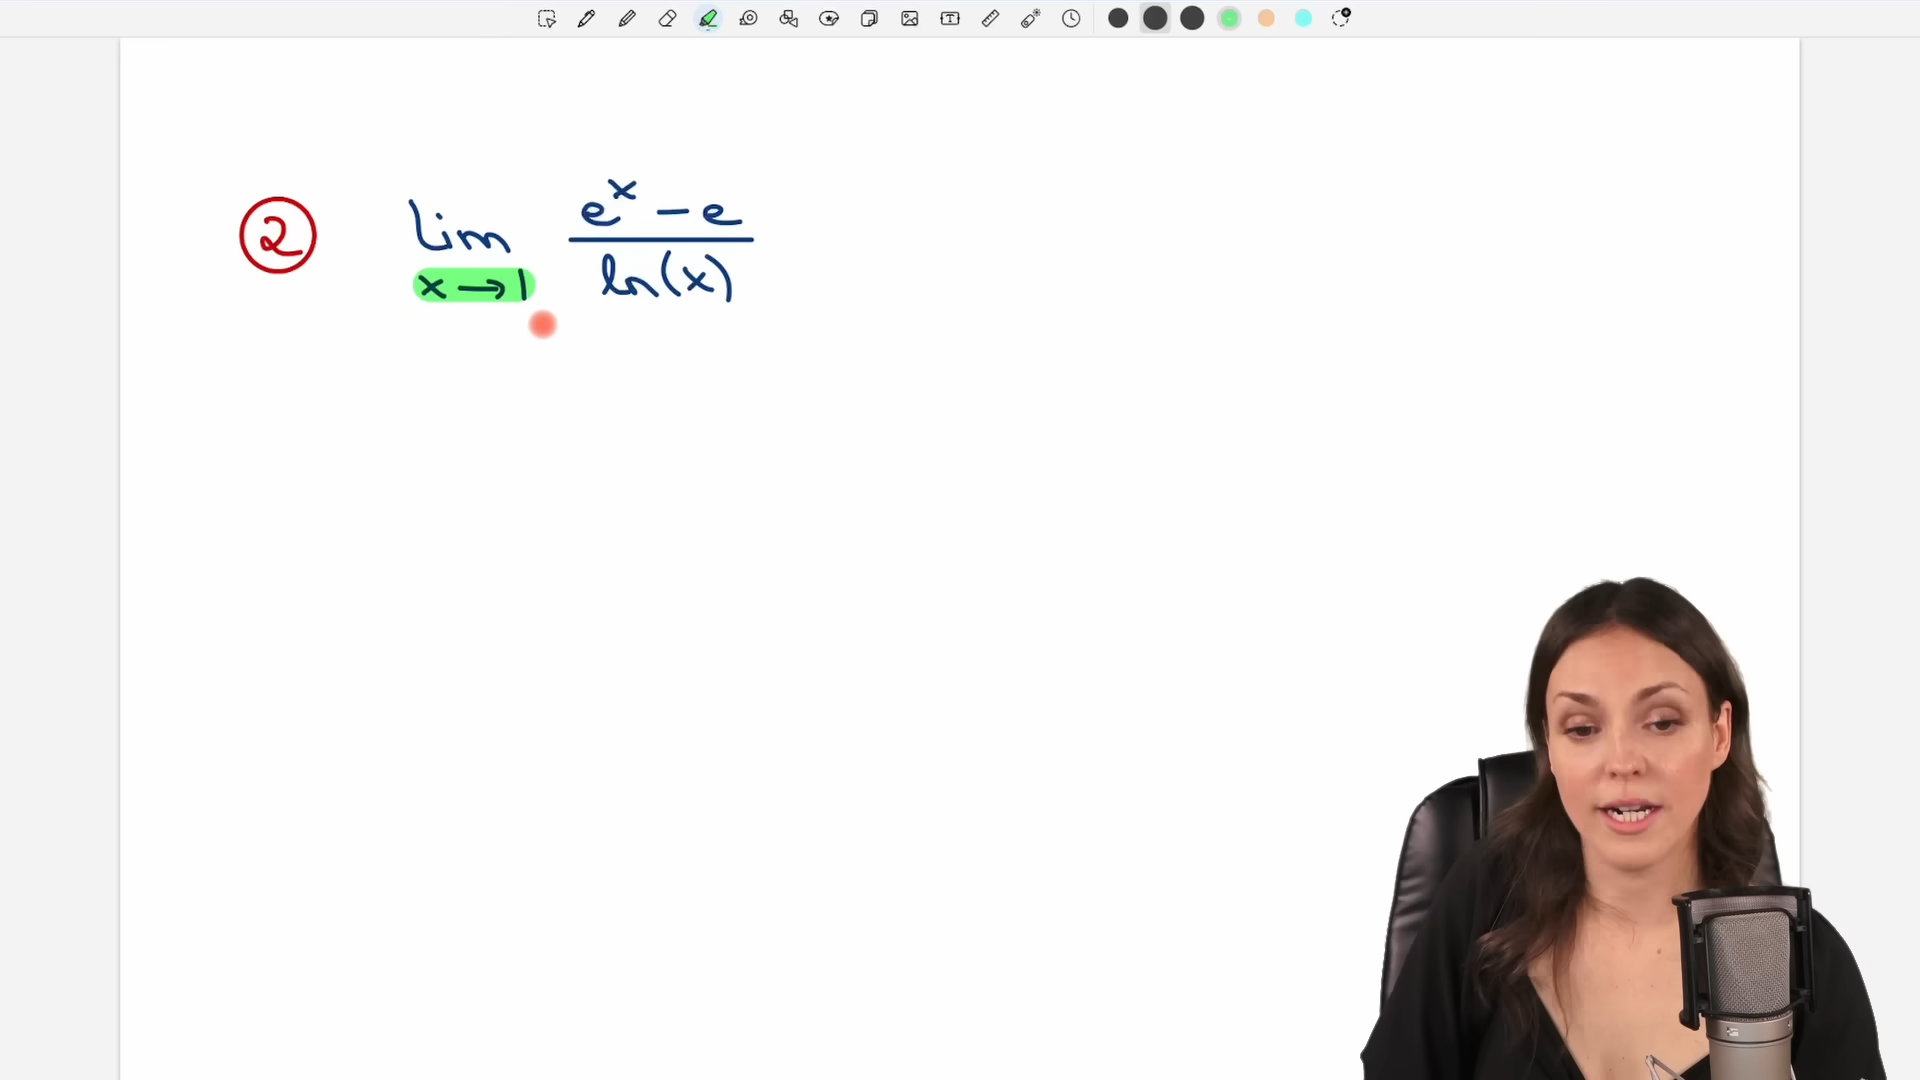 ② lim x→1 (e^x − e)/(ln(x))